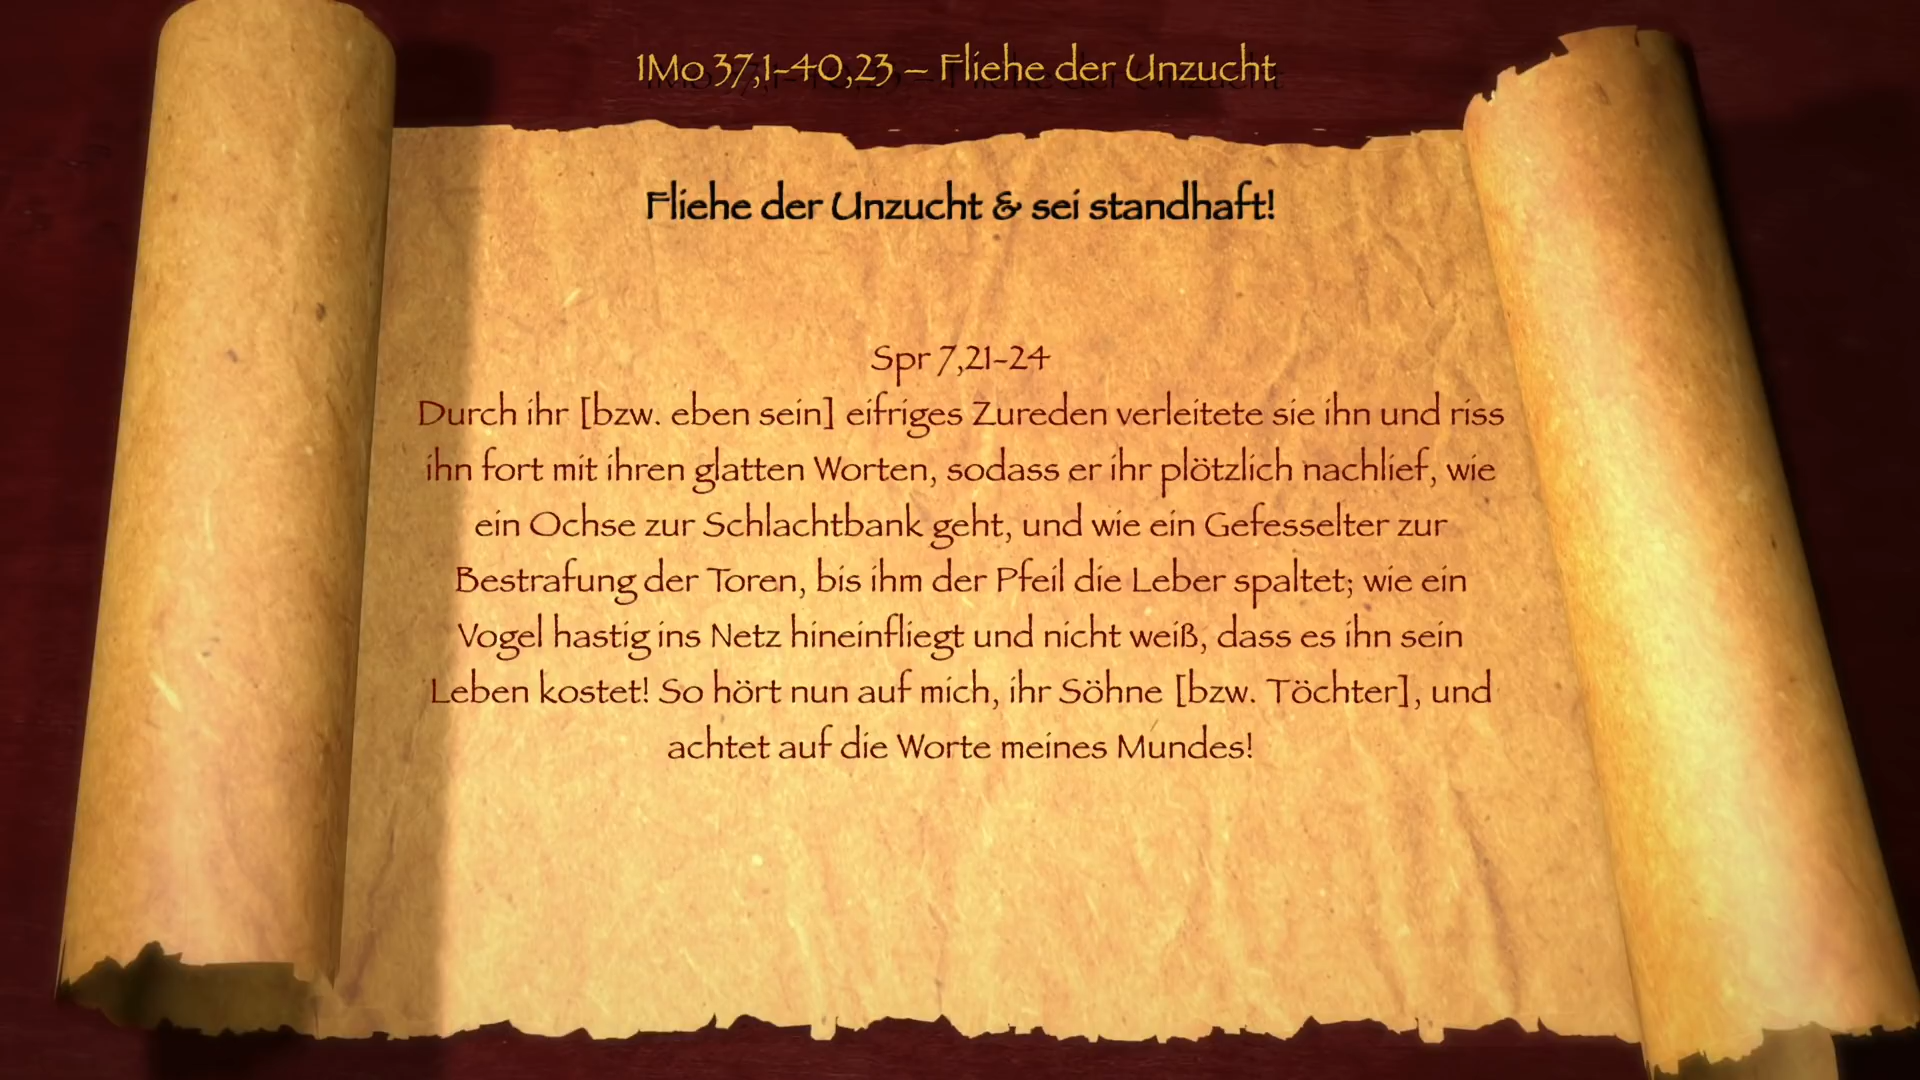 1Mo 37,1-40,23 – Fliehe der Unzucht
Fliehe der Unzucht & sei standhaft!
Spr 7,21-24
Durch ihr [bzw. eben sein] eifriges Zureden verleitete sie ihn und riss
ihn fort mit ihren glatten Worten, sodass er ihr plötzlich nachlief, wie
ein Ochse zur Schlachtbank geht, und wie ein Gefesselter zur
Bestrafung der Toren, bis ihm der Pfeil die Leber spaltet; wie ein
Vogel hastig ins Netz hineinfliegt und nicht weiß, dass es ihn sein
Leben kostet! So hört nun auf mich, ihr Söhne [bzw. Töchter], und
achtet auf die Worte meines Mundes!